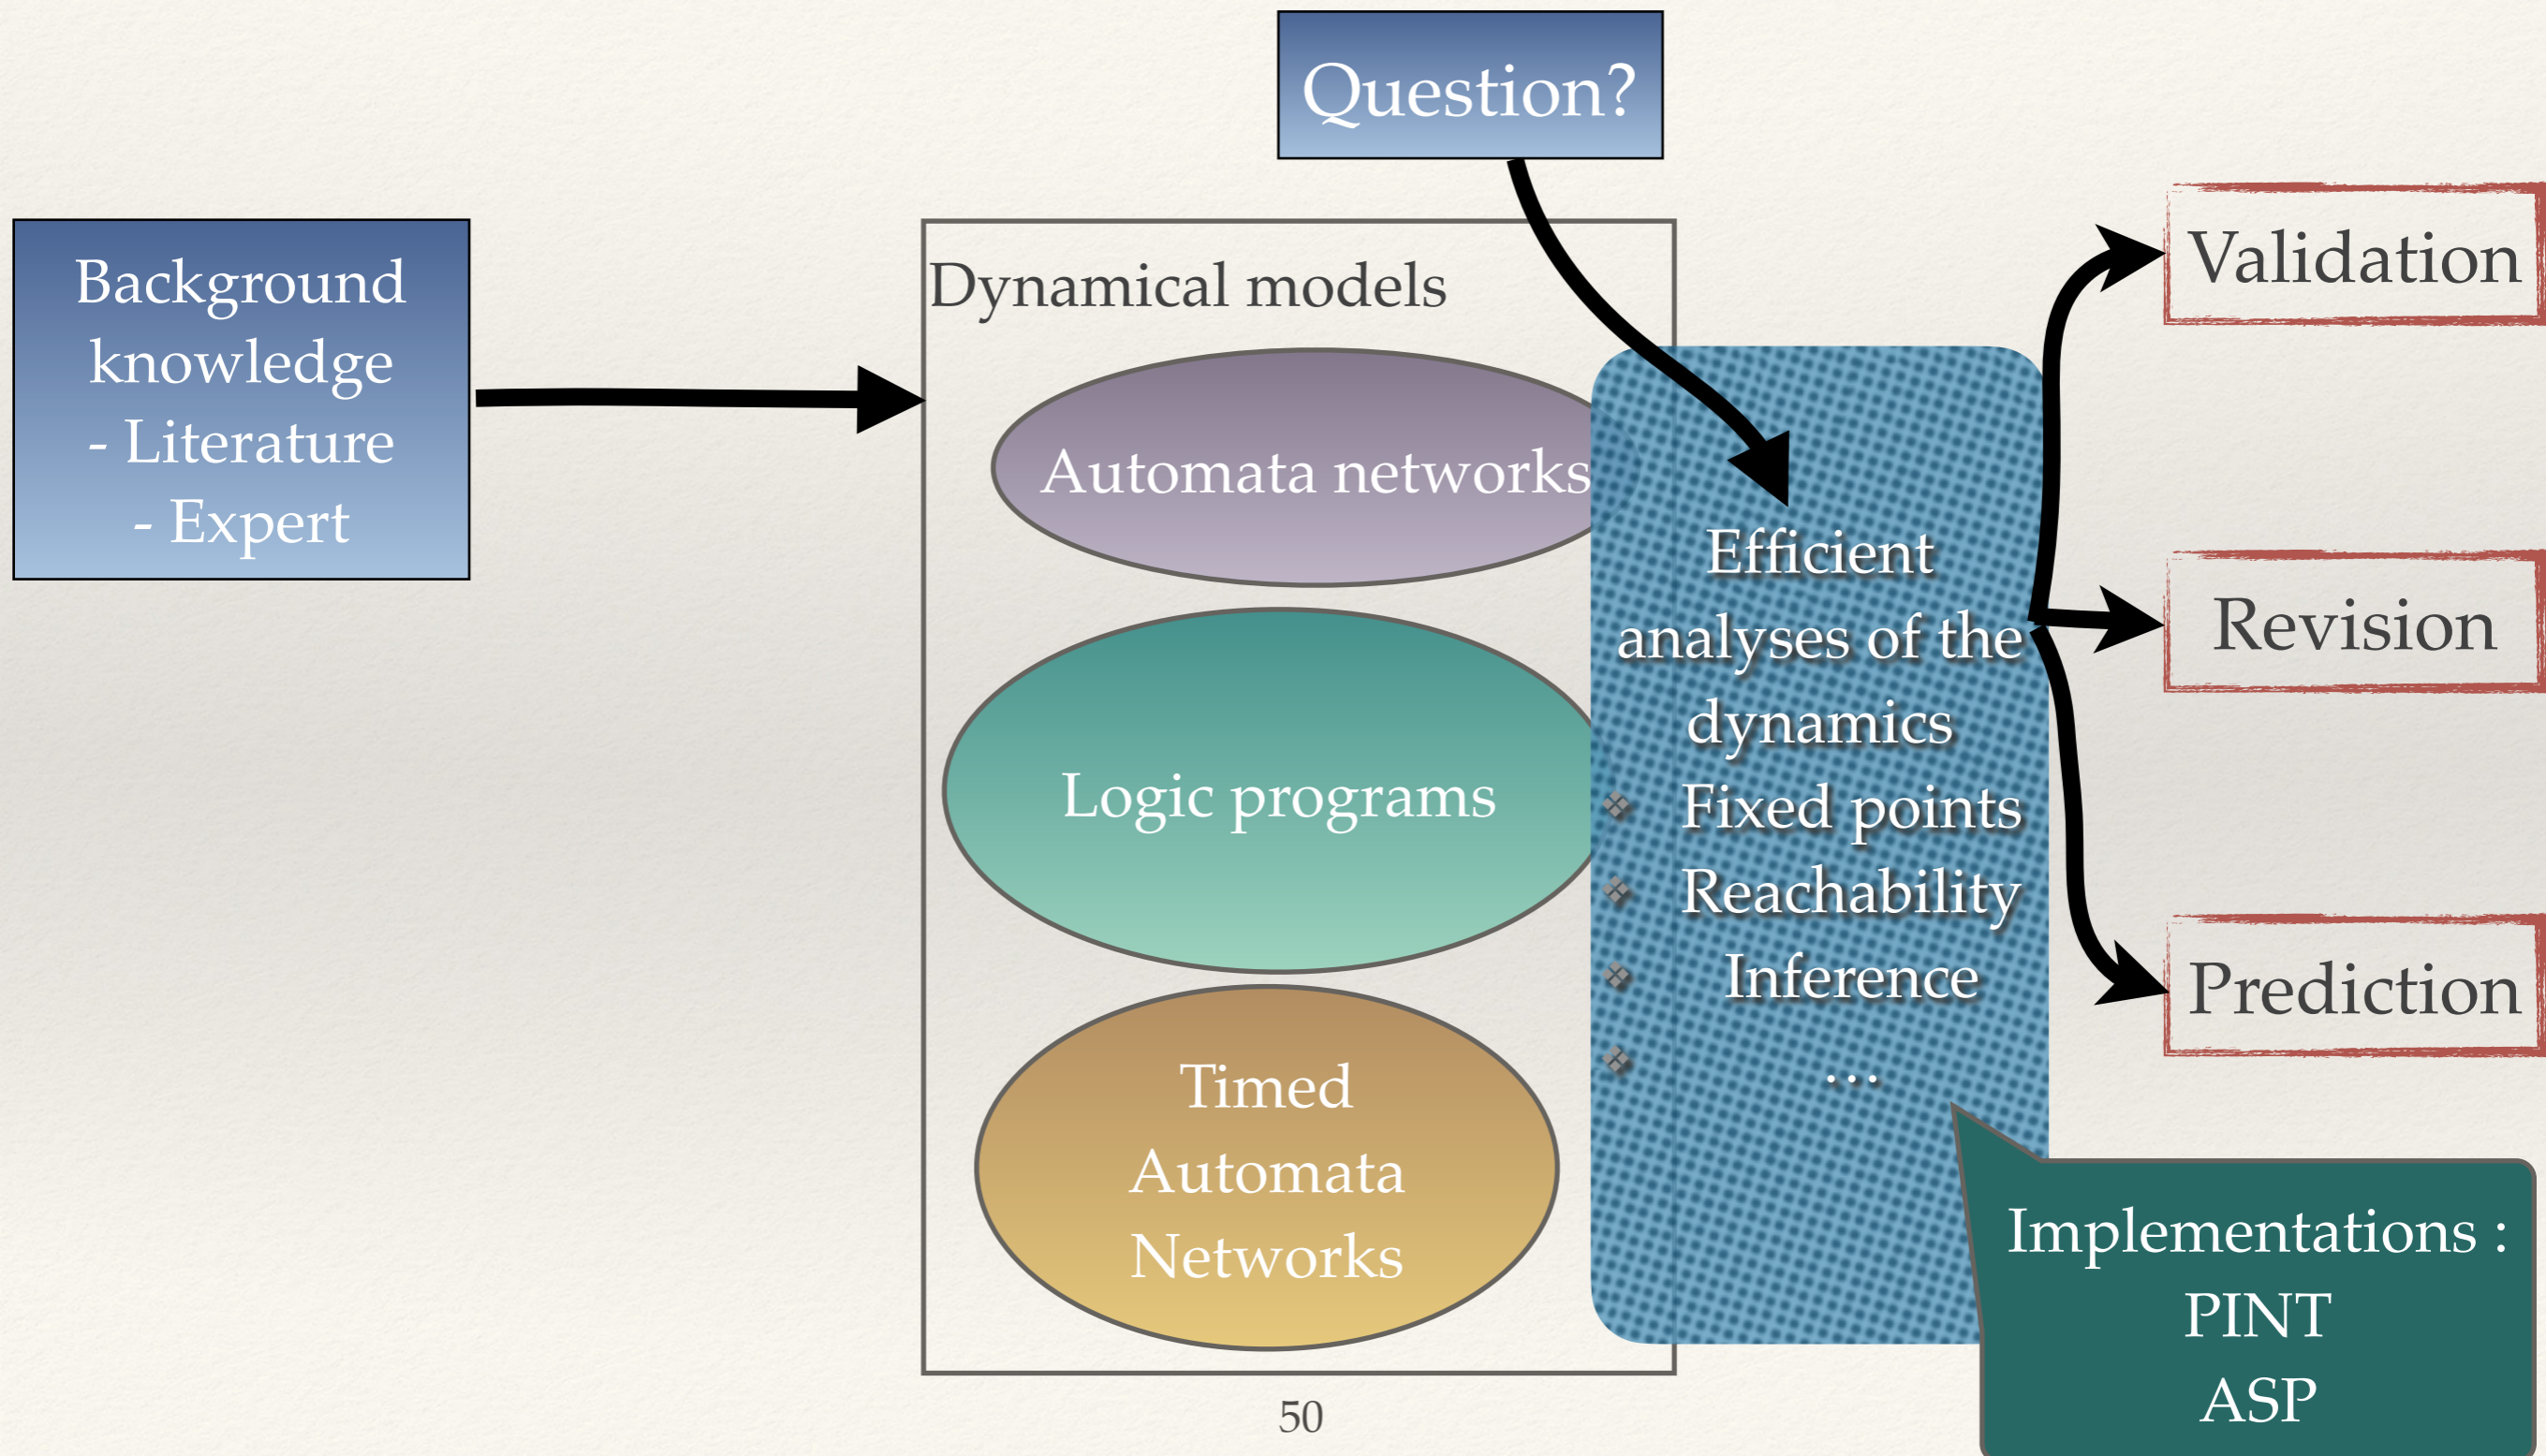 Question?
Background
knowledge
- Literature
- Expert
Dynamical models
Automata networks
Logic programs
Timed
Automata
Networks
Efficient
analyses of the
dynamics
❖ Fixed points
❖ Reachability
❖ Inference
❖ …
Validation
Revision
Prediction
Implementations :
PINT
ASP
50